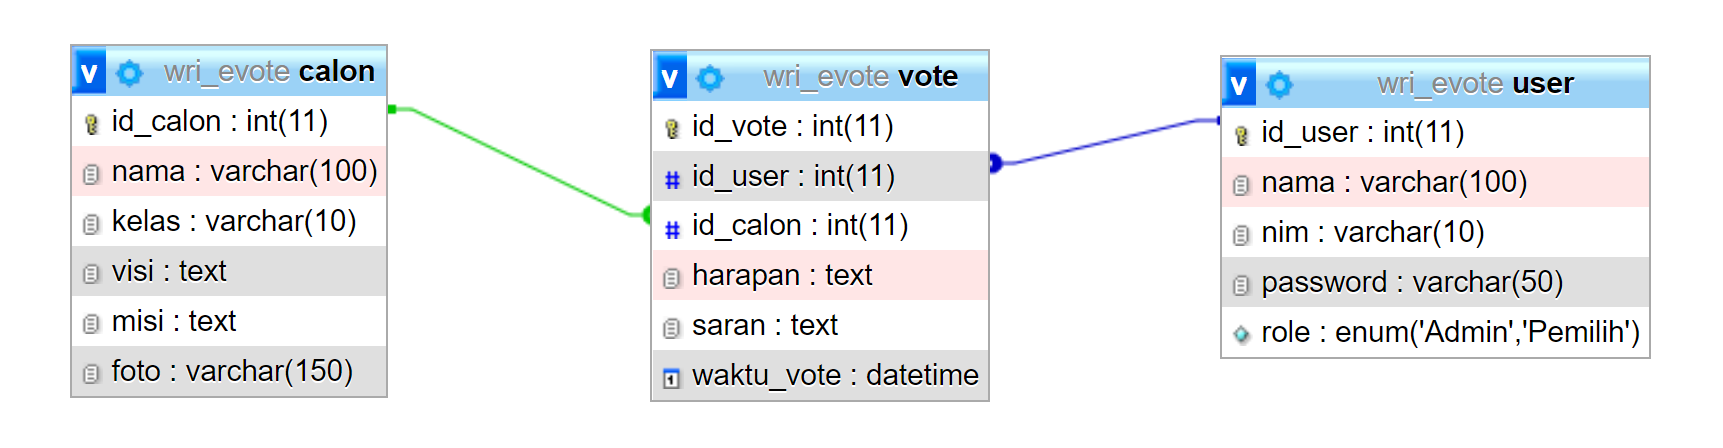 wri_evote calon
id_calon : int(11)
nama : varchar(100)
kelas : varchar(10)
visi : text
misi : text
foto : varchar(150)
wri_evote vote
id_vote : int(11)
id_user : int(11)
id_calon : int(11)
harapan : text
saran : text
waktu_vote : datetime
wri_evote user
id_user : int(11)
nama : varchar(100)
nim : varchar(10)
password : varchar(50)
role : enum('Admin','Pemilih')